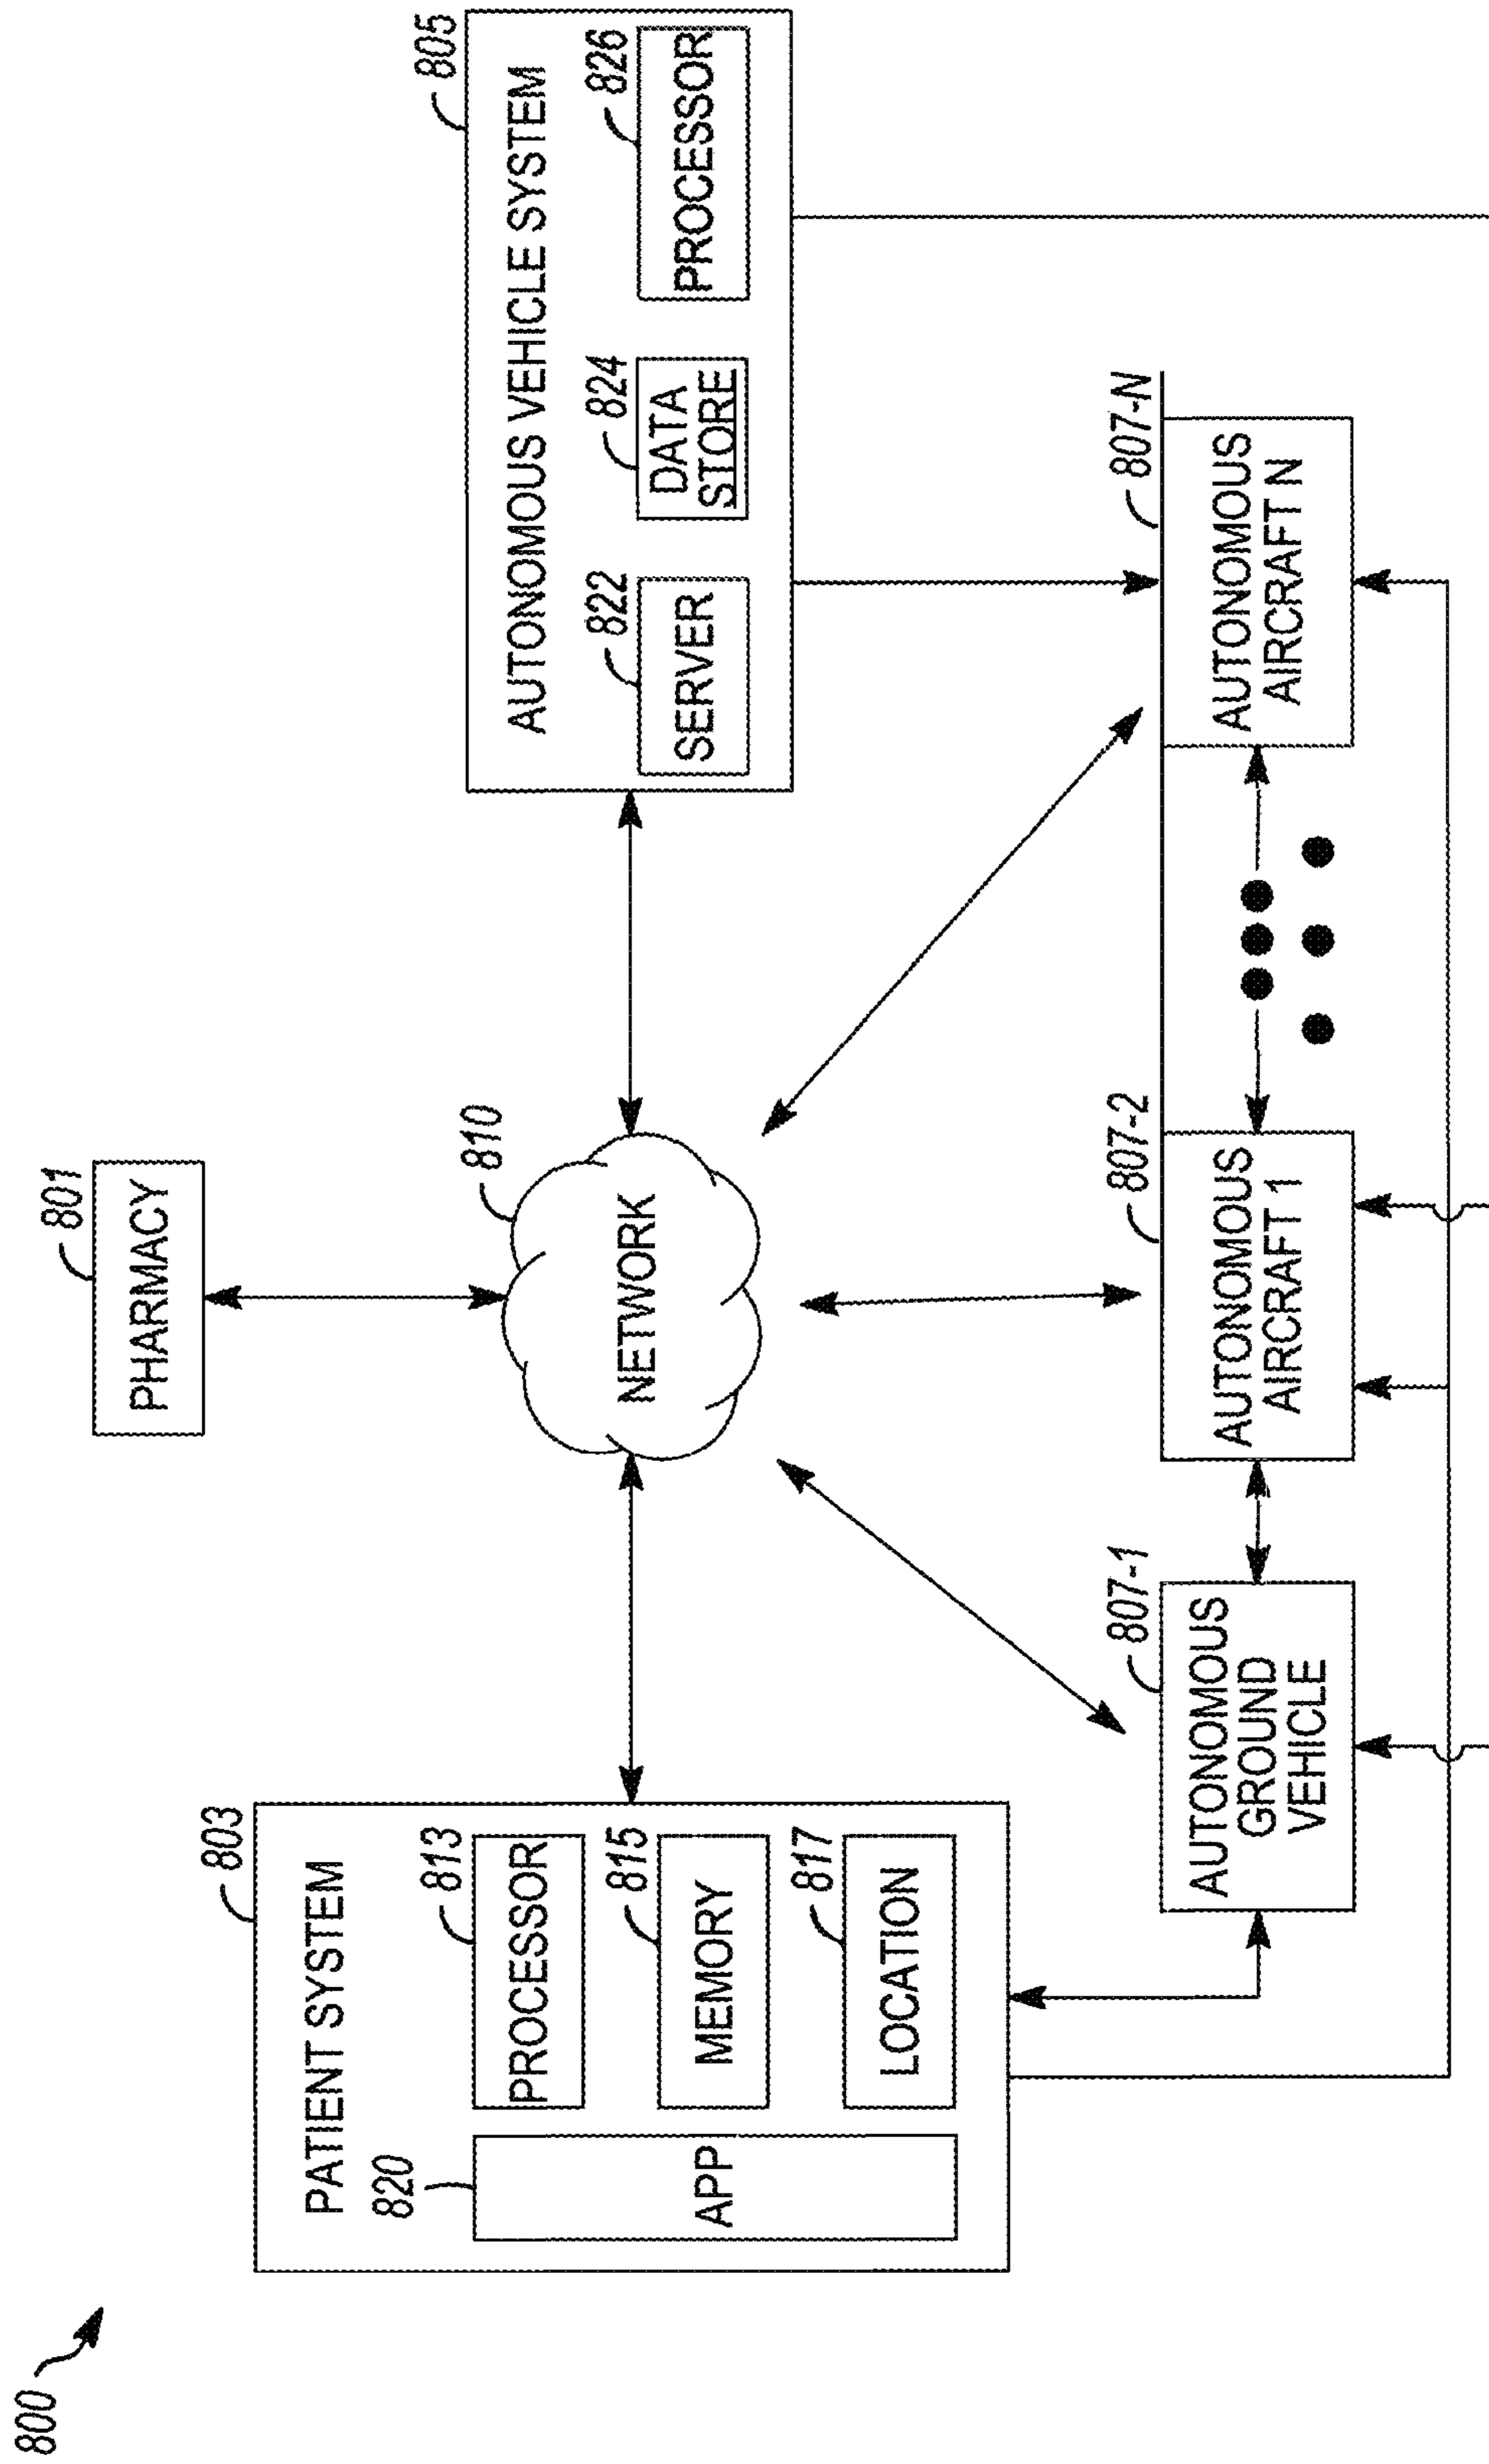 800
801
PHARMACY
803
PATIENT SYSTEM
820
APP
813
PROCESSOR
815
MEMORY
817
LOCATION
810
NETWORK
805
AUTONOMOUS VEHICLE SYSTEM
822
SERVER
824
DATA
STORE
826
PROCESSOR
807-1
AUTONOMOUS
GROUND
VEHICLE
807-2
AUTONOMOUS
AIRCRAFT 1
807-N
AUTONOMOUS
AIRCRAFT N